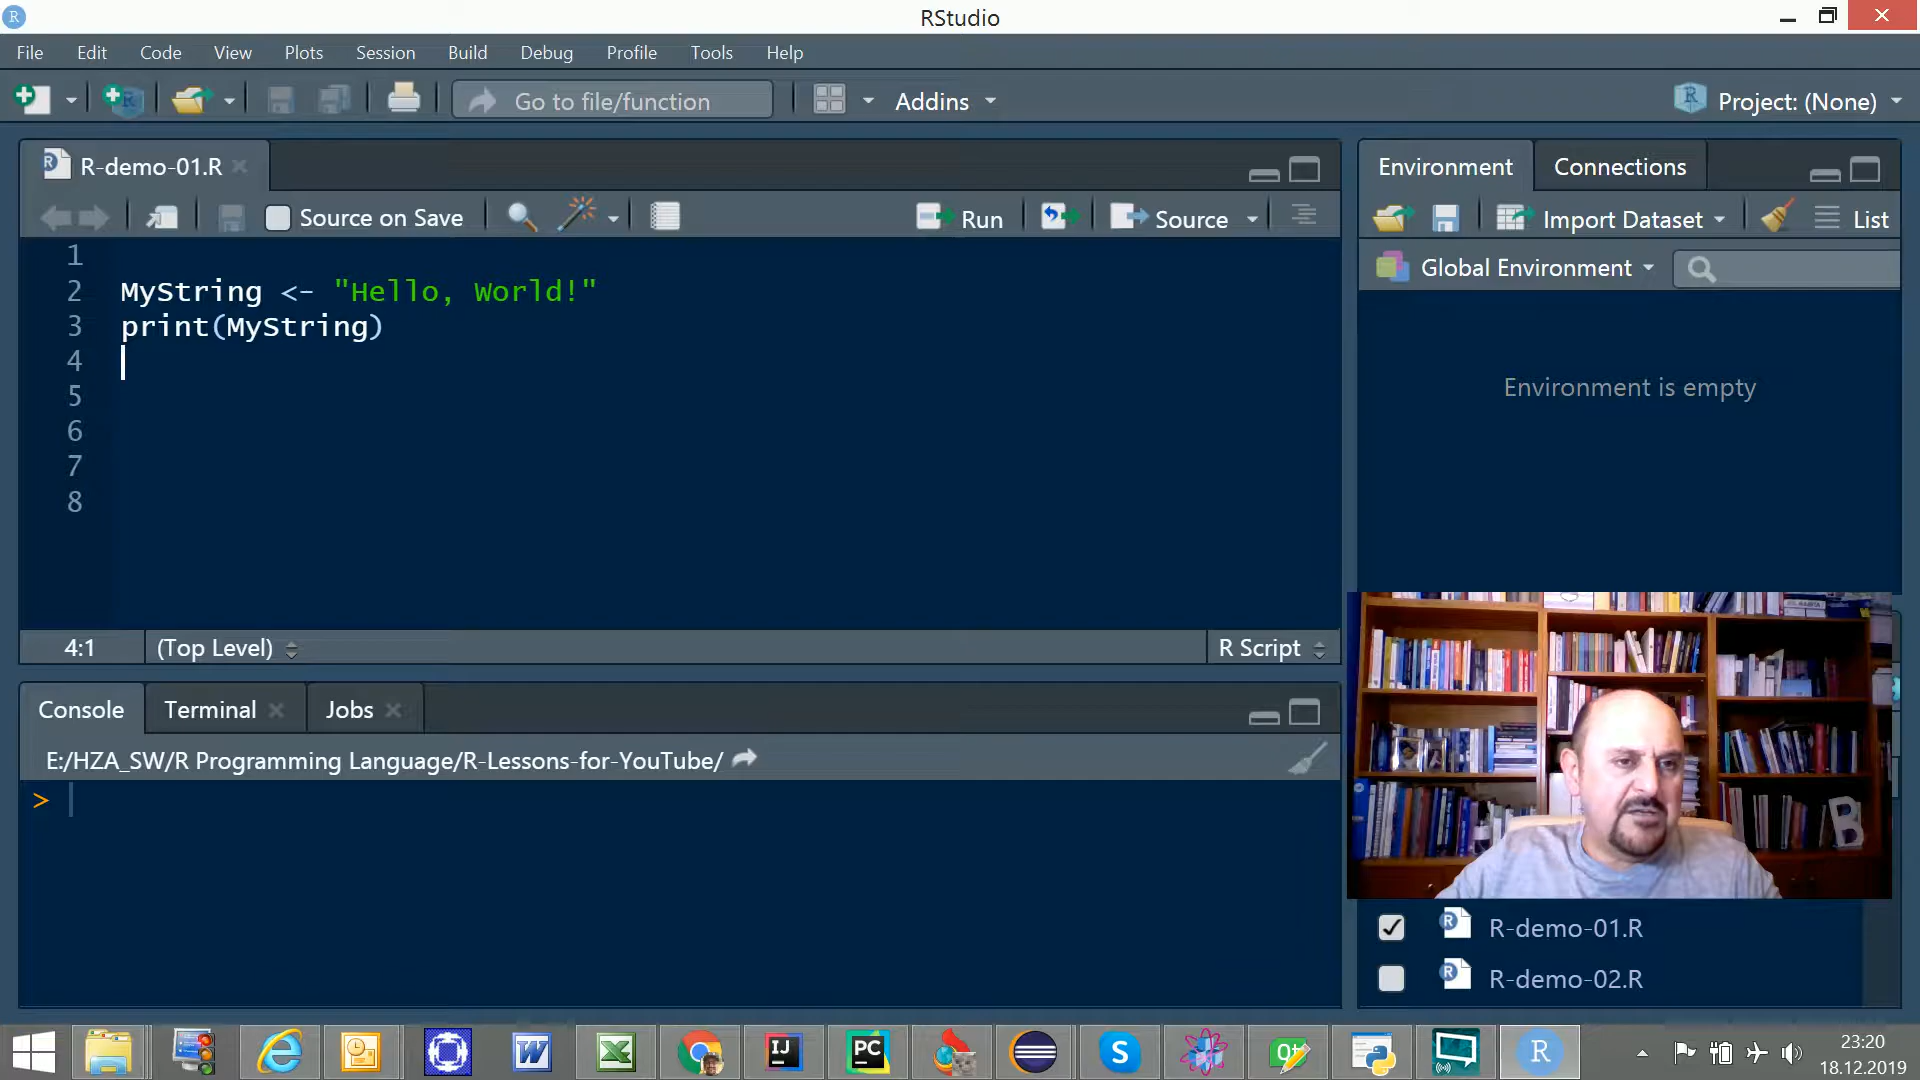 RStudio
File Edit Code View Plots Session Build Debug Profile Tools Help
Go to file/function Addins Project: (None)
R-demo-01.R
Source on Save Run Source
1
2 MyString <- "Hello, World!"
3 print(MyString)
4
5
6
7
8
4:1 (Top Level) R Script
Environment Connections
Import Dataset List
Global Environment
Environment is empty
Console Terminal Jobs
E:/HZA_SW/R Programming Language/R-Lessons-for-YouTube/
>
R-demo-01.R
R-demo-02.R
23:20
18.12.2019